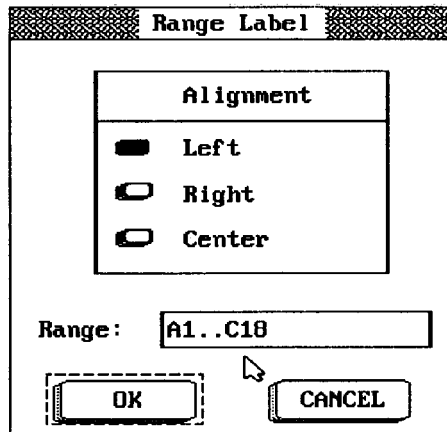 Range Label
Alignment
Left
Right
Center
Range: A1..C18
OK CANCEL